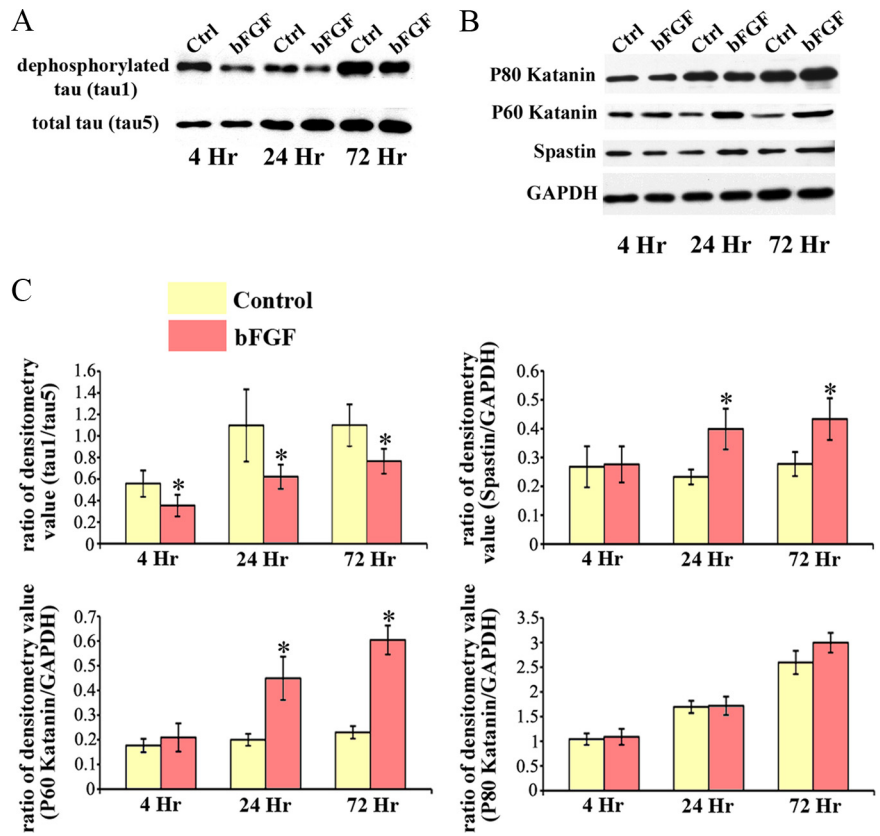 A
Ctrl bFGF Ctrl bFGF Ctrl bFGF
dephosphorylated
tau (tau1)
total tau (tau5)
4 Hr 24 Hr 72 Hr
B
Ctrl bFGF Ctrl bFGF Ctrl bFGF
P80 Katanin
P60 Katanin
Spastin
GAPDH
4 Hr 24 Hr 72 Hr
C
Control
bFGF
ratio of densitometry
value (tau1/tau5)
1.6
1.4
1.2
1.0
0.8
0.6
0.4
0.2
0
* * *
4 Hr 24 Hr 72 Hr
ratio of densitometry
value (Spastin/GAPDH)
0.6
0.5
0.4
0.3
0.2
0.1
0
* *
4 Hr 24 Hr 72 Hr
ratio of densitometry value
(P60 Katanin/GAPDH)
0.7
0.6
0.5
0.4
0.3
0.2
0.1
0
* *
4 Hr 24 Hr 72 Hr
ratio of densitometry value
(P80 Katanin/GAPDH)
3.5
3
2.5
2
1.5
1
0.5
0
4 Hr 24 Hr 72 Hr